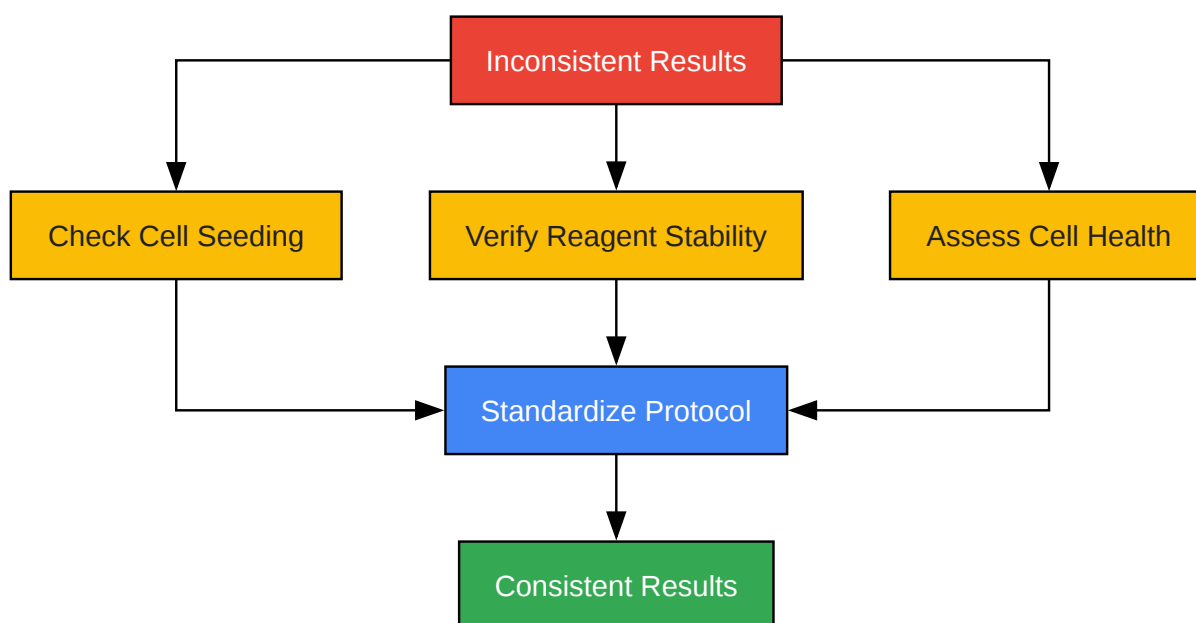 Inconsistent Results
Check Cell Seeding
Verify Reagent Stability
Assess Cell Health
Standardize Protocol
Consistent Results